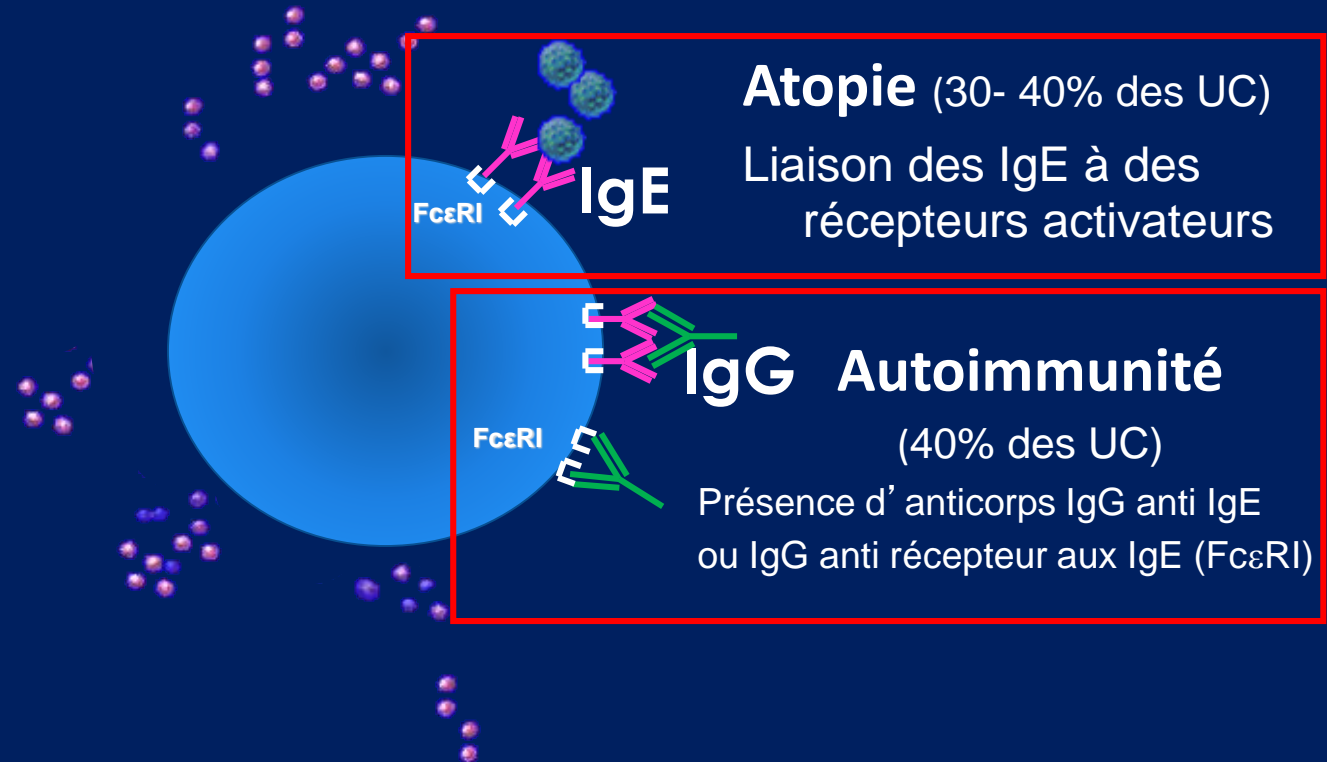 Atopie (30- 40% des UC)
Liaison des IgE à des
récepteurs activateurs
IgE
FcεRI
IgG Autoimmunité
(40% des UC)
FcεRI
Présence d’ anticorps IgG anti IgE
ou IgG anti récepteur aux IgE (FcεRI)